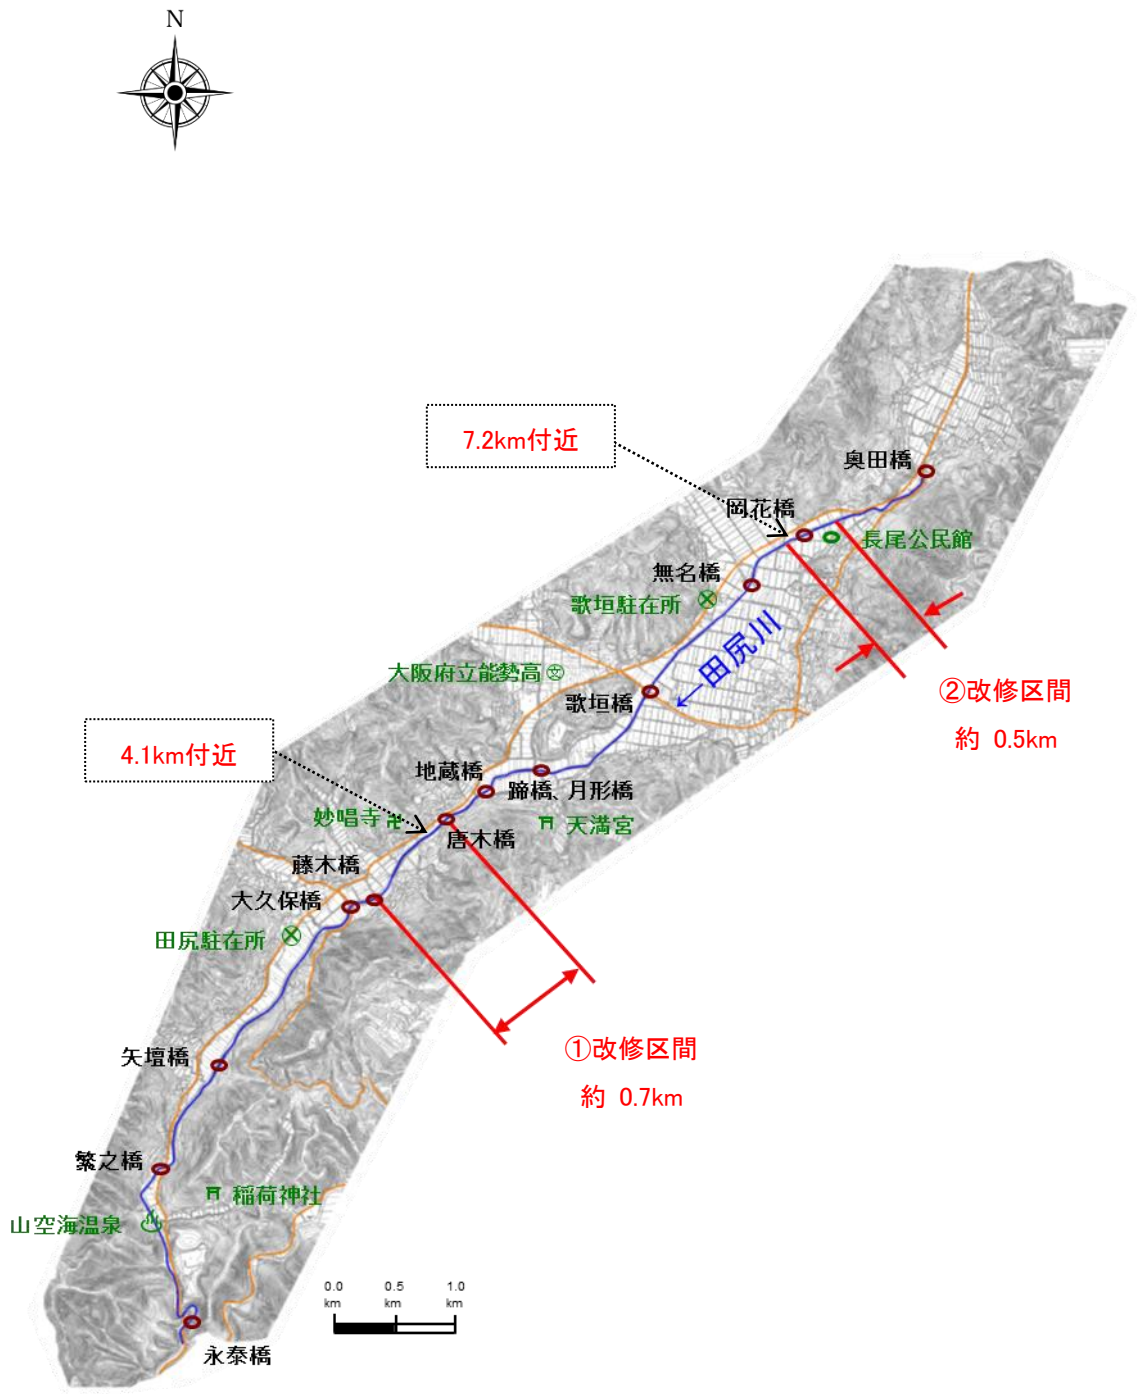 N
7.2km付近
奥田橋
岡花橋
長尾公民館
無名橋
歌垣駐在所
←田尻川
大阪府立能勢高
歌垣橋
②改修区間
約 0.5km
4.1km付近
地蔵橋
蹄橋、月形橋
妙唱寺
天満宮
唐木橋
藤木橋
大久保橋
田尻駐在所
①改修区間
約 0.7km
矢壇橋
繁之橋
稲荷神社
山空海温泉
0.0 0.5 1.0
km km km
永泰橋